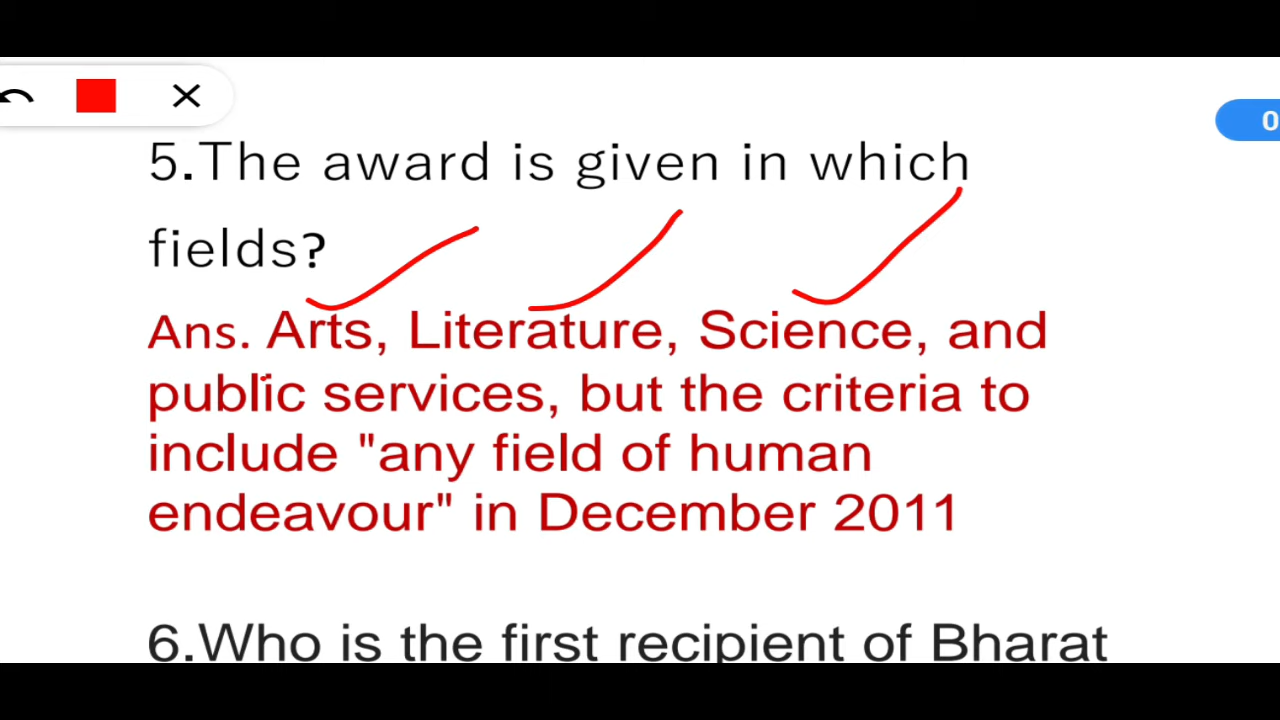 0
5.The award is given in which
fields?
Ans. Arts, Literature, Science, and
public services, but the criteria to
include "any field of human
endeavour" in December 2011
6.Who is the first recipient of Bharat